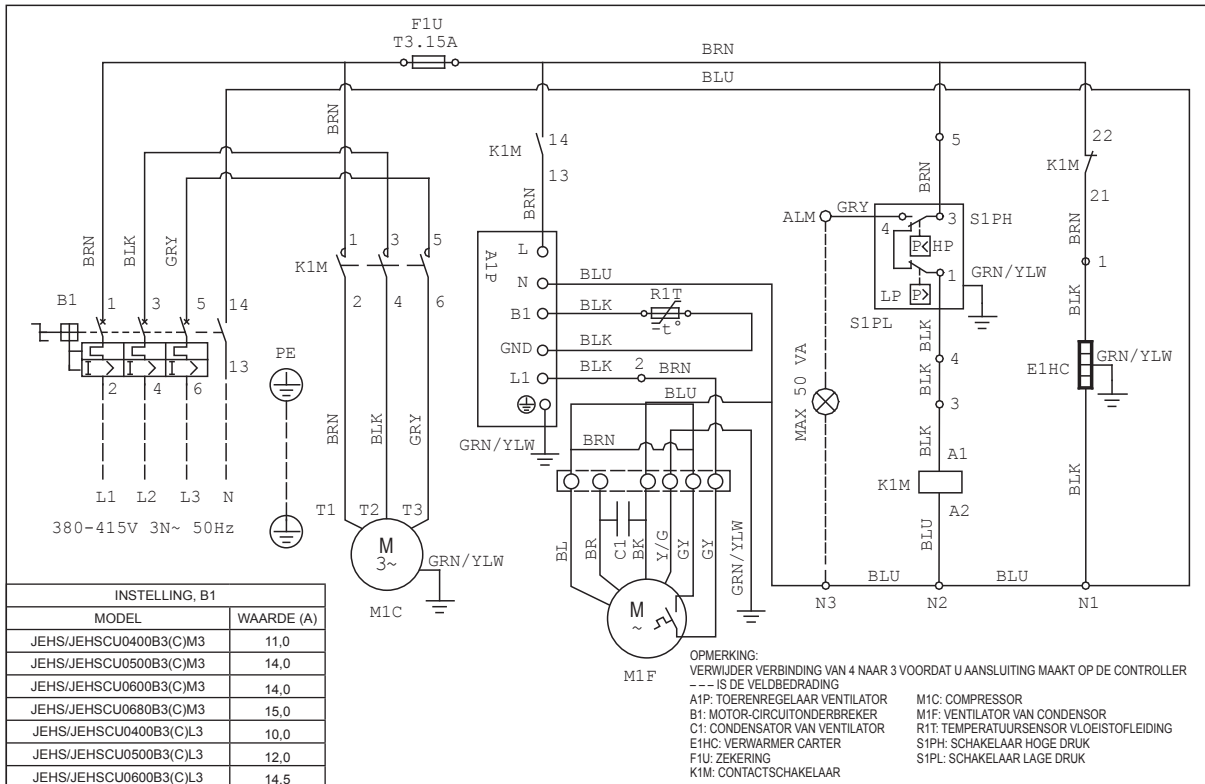 F1U
T3.15A
BRN
BLU
BRN
K1M
14
13
BRN
5
BRN
22
K1M
21
BRN
1
BLK
BRN
BLK
GRY
1
3
5
K1M
2
4
6
A1P
L
N
BLU
B1
BLK
R1T
-t°
GND
BLK
L1
BLK
2
BRN
BLU
GRN/YLW
BRN
ALM
GRY
4
3
S1PH
P<
HP
1
GRN/YLW
LP
P>
S1PL
BLK
4
BLK
3
BLK
A1
K1M
A2
BLU
MAX 50 VA
E1HC
GRN/YLW
BLK
B1
1
3
5
14
13
2
4
6
I >
I >
I >
PE
L1
L2
L3
N
380-415V 3N~ 50Hz
BRN
BLK
GRY
T1
T2
T3
M
3~
GRN/YLW
M1C
BL
BR
C1
BK
Y/G
GY
GY
GRN/YLW
M
~
M1F
N3
BLU
N2
BLU
N1
INSTELLING, B1
MODEL WAARDE (A)
JEHS/JEHSCU0400B3(C)M3 11,0
JEHS/JEHSCU0500B3(C)M3 14,0
JEHS/JEHSCU0600B3(C)M3 14,0
JEHS/JEHSCU0680B3(C)M3 15,0
JEHS/JEHSCU0400B3(C)L3 10,0
JEHS/JEHSCU0500B3(C)L3 12,0
JEHS/JEHSCU0600B3(C)L3 14,5
OPMERKING:
VERWIJDER VERBINDING VAN 4 NAAR 3 VOORDAT U AANSLUITING MAAKT OP DE CONTROLLER
---- IS DE VELDBEDRADING
A1P: TOERENREGELAAR VENTILATOR
B1: MOTOR-CIRCUITONDERBREKER
C1: CONDENSATOR VAN VENTILATOR
E1HC: VERWARMER CARTER
F1U: ZEKERING
K1M: CONTACTSCHAKELAAR
M1C: COMPRESSOR
M1F: VENTILATOR VAN CONDENSOR
R1T: TEMPERATUURSENSOR VLOEISTOFLEIDING
S1PH: SCHAKELAAR HOGE DRUK
S1PL: SCHAKELAAR LAGE DRUK